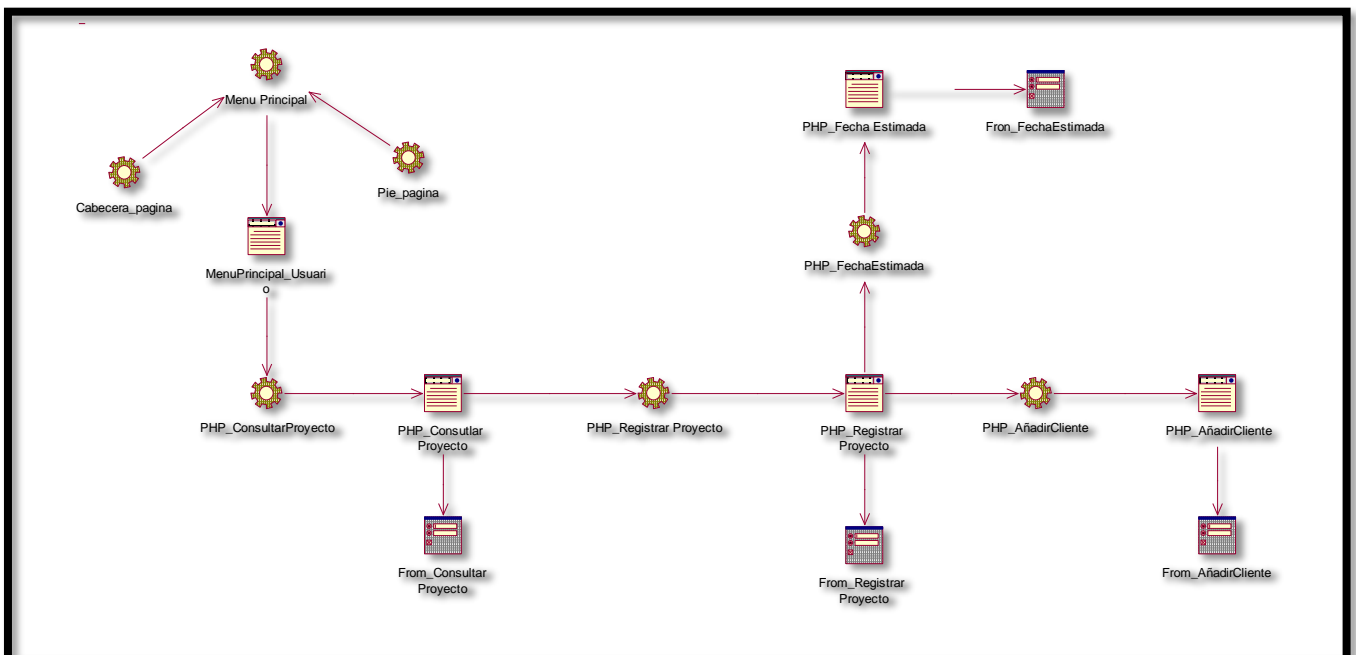 Menu Principal
PHP_Fecha Estimada
Fron_FechaEstimada
Cabecera_pagina
Pie_pagina
MenuPrincipal_Usuari
o
PHP_FechaEstimada
PHP_ConsultarProyecto
PHP_Consutlar
Proyecto
PHP_Registrar Proyecto
PHP_Registrar
Proyecto
PHP_AñadirCliente
PHP_AñadirCliente
From_Consultar
Proyecto
From_Registrar
Proyecto
From_AñadirCliente